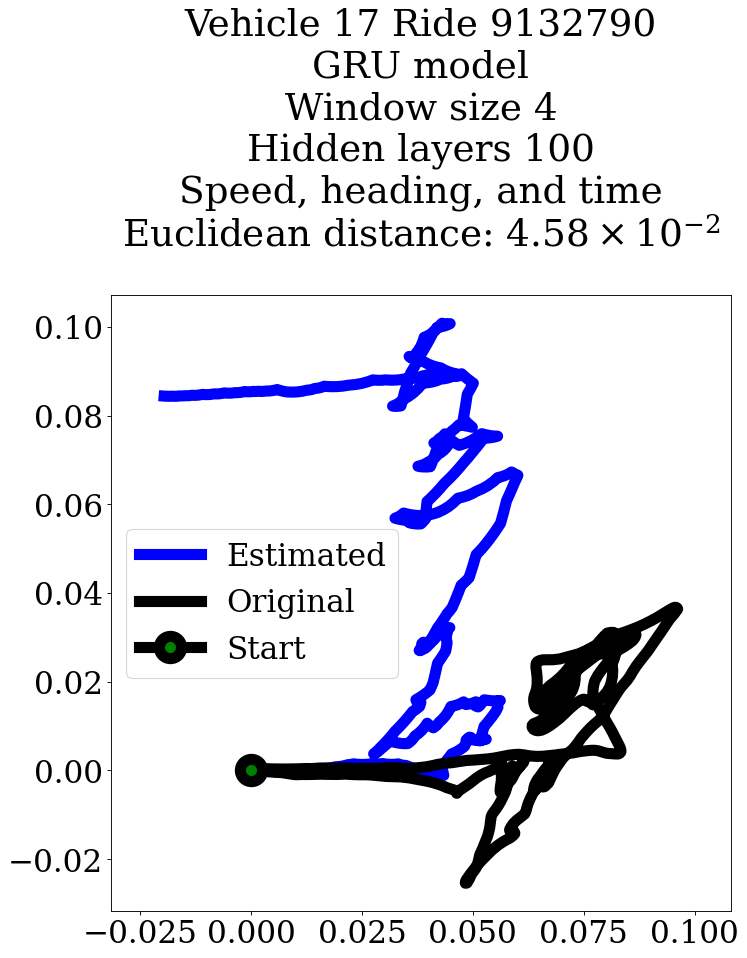 Vehicle 17 Ride 9132790
GRU model
Window size 4
Hidden layers 100
Speed, heading, and time
Euclidean distance: 4.58 × 10⁻²
0.10
0.08
0.06
0.04
0.02
0.00
−0.02
Estimated
Original
Start
−0.025 0.000 0.025 0.050 0.075 0.100